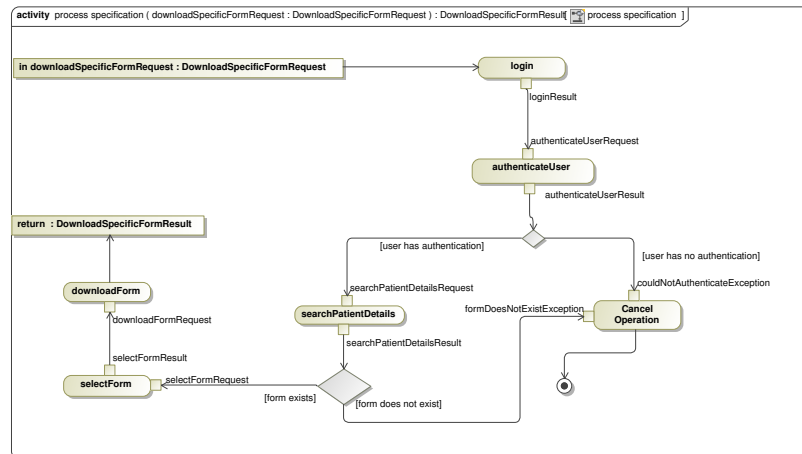 activity process specification ( downloadSpecificFormRequest : DownloadSpecificFormRequest ) : DownloadSpecificFormResult[ process specification ]
in downloadSpecificFormRequest : DownloadSpecificFormRequest
login
loginResult
authenticateUserRequest
authenticateUser
authenticateUserResult
return : DownloadSpecificFormResult
[user has authentication]
[user has no authentication]
downloadForm
searchPatientDetailsRequest
couldNotAuthenticateException
downloadFormRequest
searchPatientDetails
formDoesNotExistException
Cancel
Operation
searchPatientDetailsResult
selectFormResult
selectForm
selectFormRequest
[form exists]
[form does not exist]